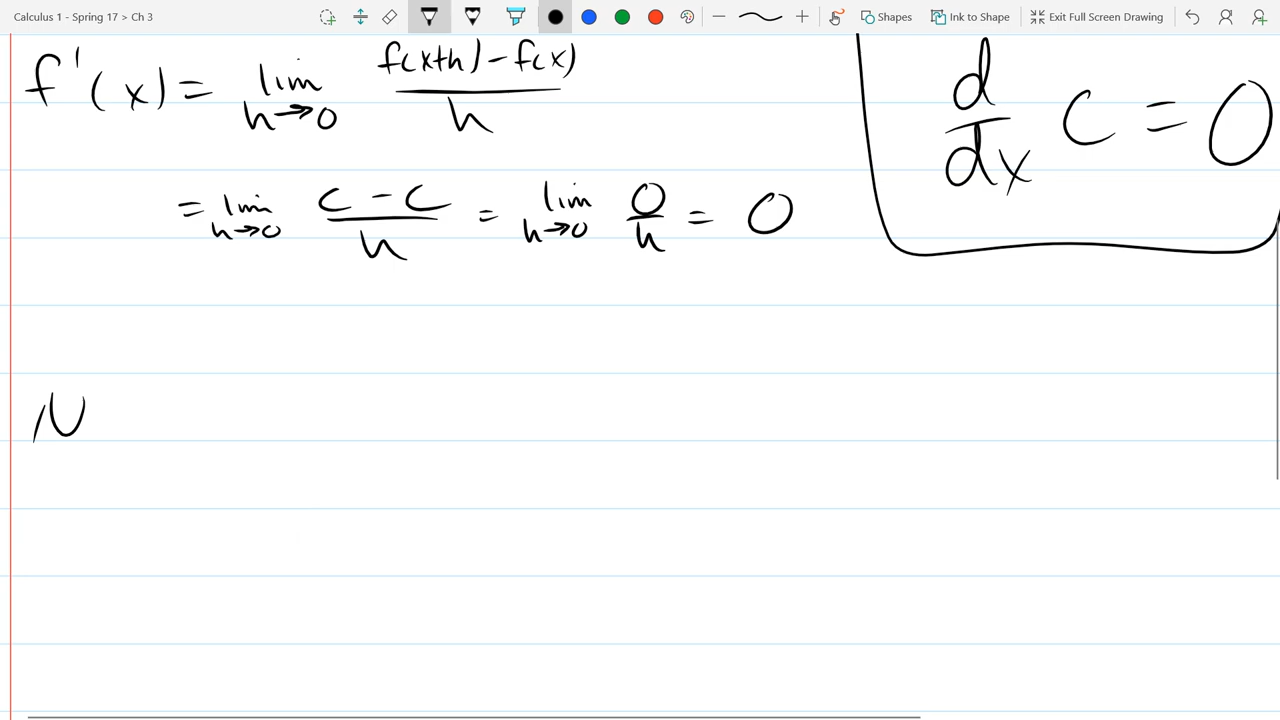 Calculus 1 - Spring 17 > Ch 3
Shapes
Ink to Shape
Exit Full Screen Drawing
f'(x) = lim h→0 f(x+h) - f(x) / h
= lim h→0 c - c / h = lim h→0 0 / h = 0
d / dx c = 0
N